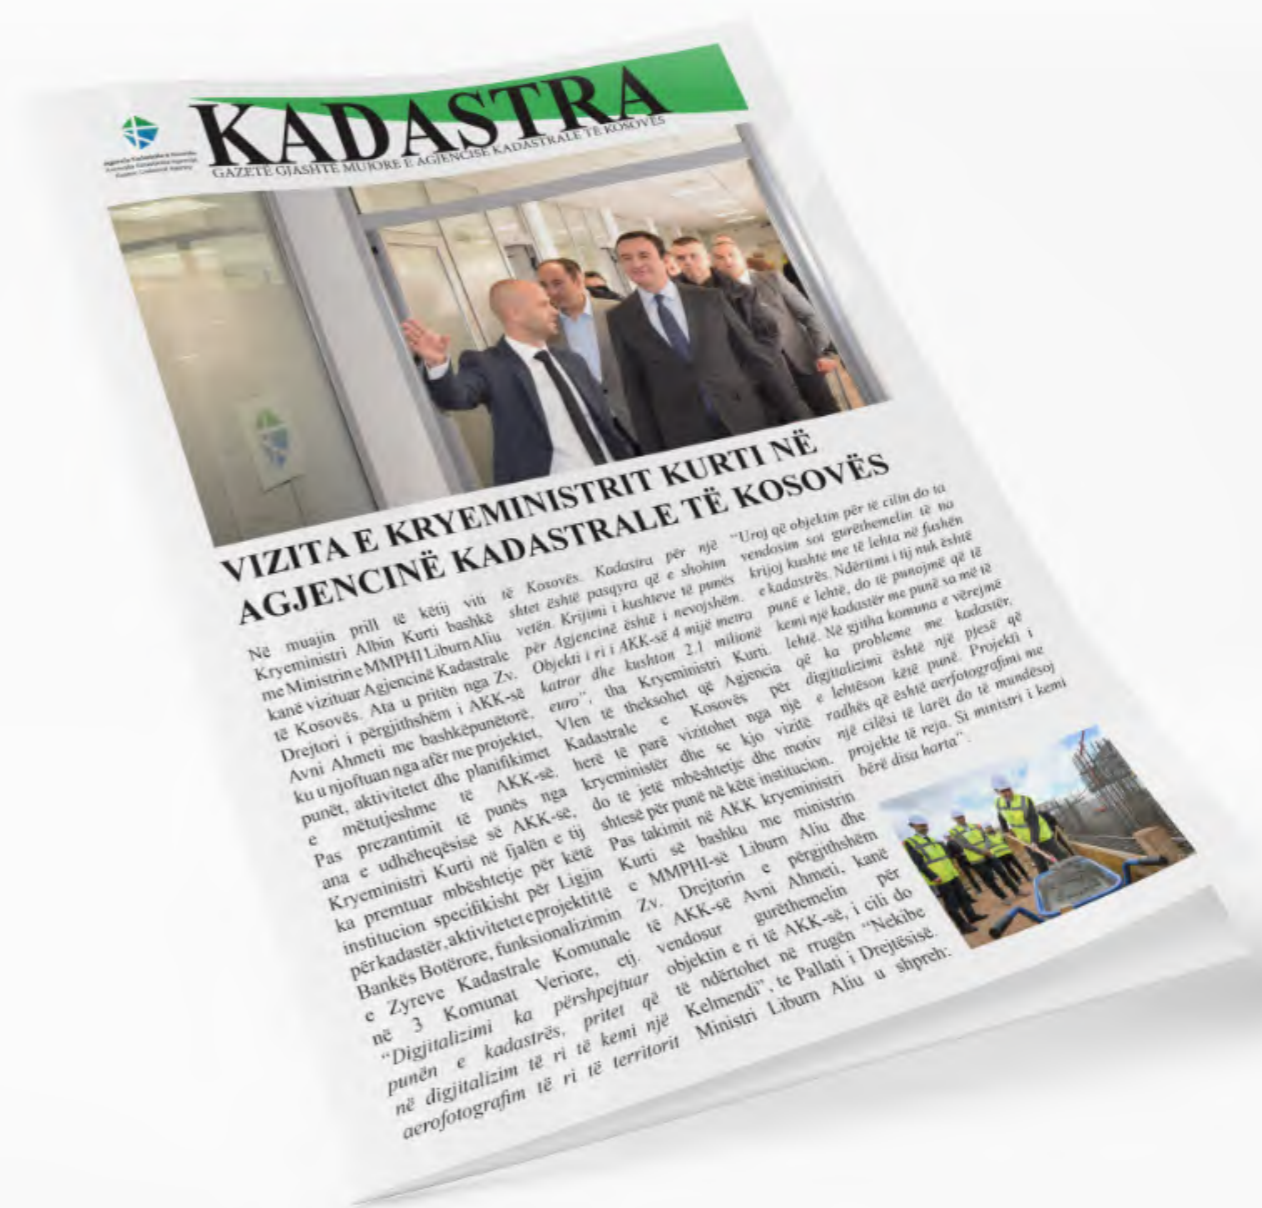 Agjencia Kadastrale e Kosovës
Kosovo Cadastral Agency
KADASTRA
GAZETË GJASHTË MUJORE E AGJENCISË KADASTRALE TË KOSOVËS
VIZITA E KRYEMINISTRIT KURTI NË
AGJENCINË KADASTRALE TË KOSOVËS
Në muajin prill të këtij viti
Kryeministri Albin Kurti bashkë
me Ministrin e MMPHI Liburn Aliu
kanë vizituar Agjencinë Kadastrale
të Kosovës. Ata u pritën nga Zv.
Drejtori i përgjithshëm i AKK-së
Avni Ahmeti me bashkëpunëtorë,
ku u njoftuan nga afër me projektet,
punët, aktivitetet dhe planifikimet
e mëtutjeshme të AKK-së.
Pas prezantimit të punës nga
ana e udhëheqësisë së AKK-së,
Kryeministri Kurti në fjalën e tij
ka premtuar mbështetje për këtë
institucion specifikisht për Ligjin
për kadastër, aktivitetet e projektit të
Bankës Botërore, funksionalizimin
e Zyreve Kadastrale Komunale
në 3 Komunat Veriore, etj.
“Digjitalizimi ka përshpejtuar
punën e kadastrës, pritet që
në digjitalizim të ri të kemi një
aerofotografim të ri të territorit
të Kosovës. Kadastra për një
shtet është pasqyra që e shohim
vetën. Krijimi i kushteve të punës
për Agjencinë është i nevojshëm.
Objekti i ri i AKK-së 4 mijë metra
katror dhe kushton 2.1 milionë
euro”, tha Kryeministri Kurti.
Vlen të theksohet që Agjencia
Kadastrale e Kosovës për
herë të parë vizitohet nga një
kryeministër dhe se kjo vizitë
do të jetë mbështetje dhe motiv
shtesë për punë në këtë institucion.
Pas takimit në AKK kryeministri
Kurti së bashku me ministrin
e MMPHI-së Liburn Aliu dhe
Zv. Drejtorin e përgjithshëm
të AKK-së Avni Ahmeti, kanë
vendosur gurëthemelin për
objektin e ri të AKK-së, i cili do
të ndërtohet në rrugën “Nekibe
Kelmendi”, te Pallati i Drejtësisë.
Ministri Liburn Aliu u shpreh:
“Uroj që objektin për të cilin do ta
vendosim sot gurëthemelin të na
krijoj kushte me të lehta në fushën
e kadastrës. Ndërtimi i tij nuk është
punë e lehtë, do të punojmë që të
kemi një kadastër me punë sa më të
lehtë. Në gjitha komuna e vërejmë
që ka probleme me kadastër,
digjitalizimi është një pjesë që
e lehtëson këtë punë. Projekti i
radhës që është aerfotografimi me
një cilësi të lartë do të mundësoj
projekte të reja. Si ministri i kemi
bërë disa harta”.